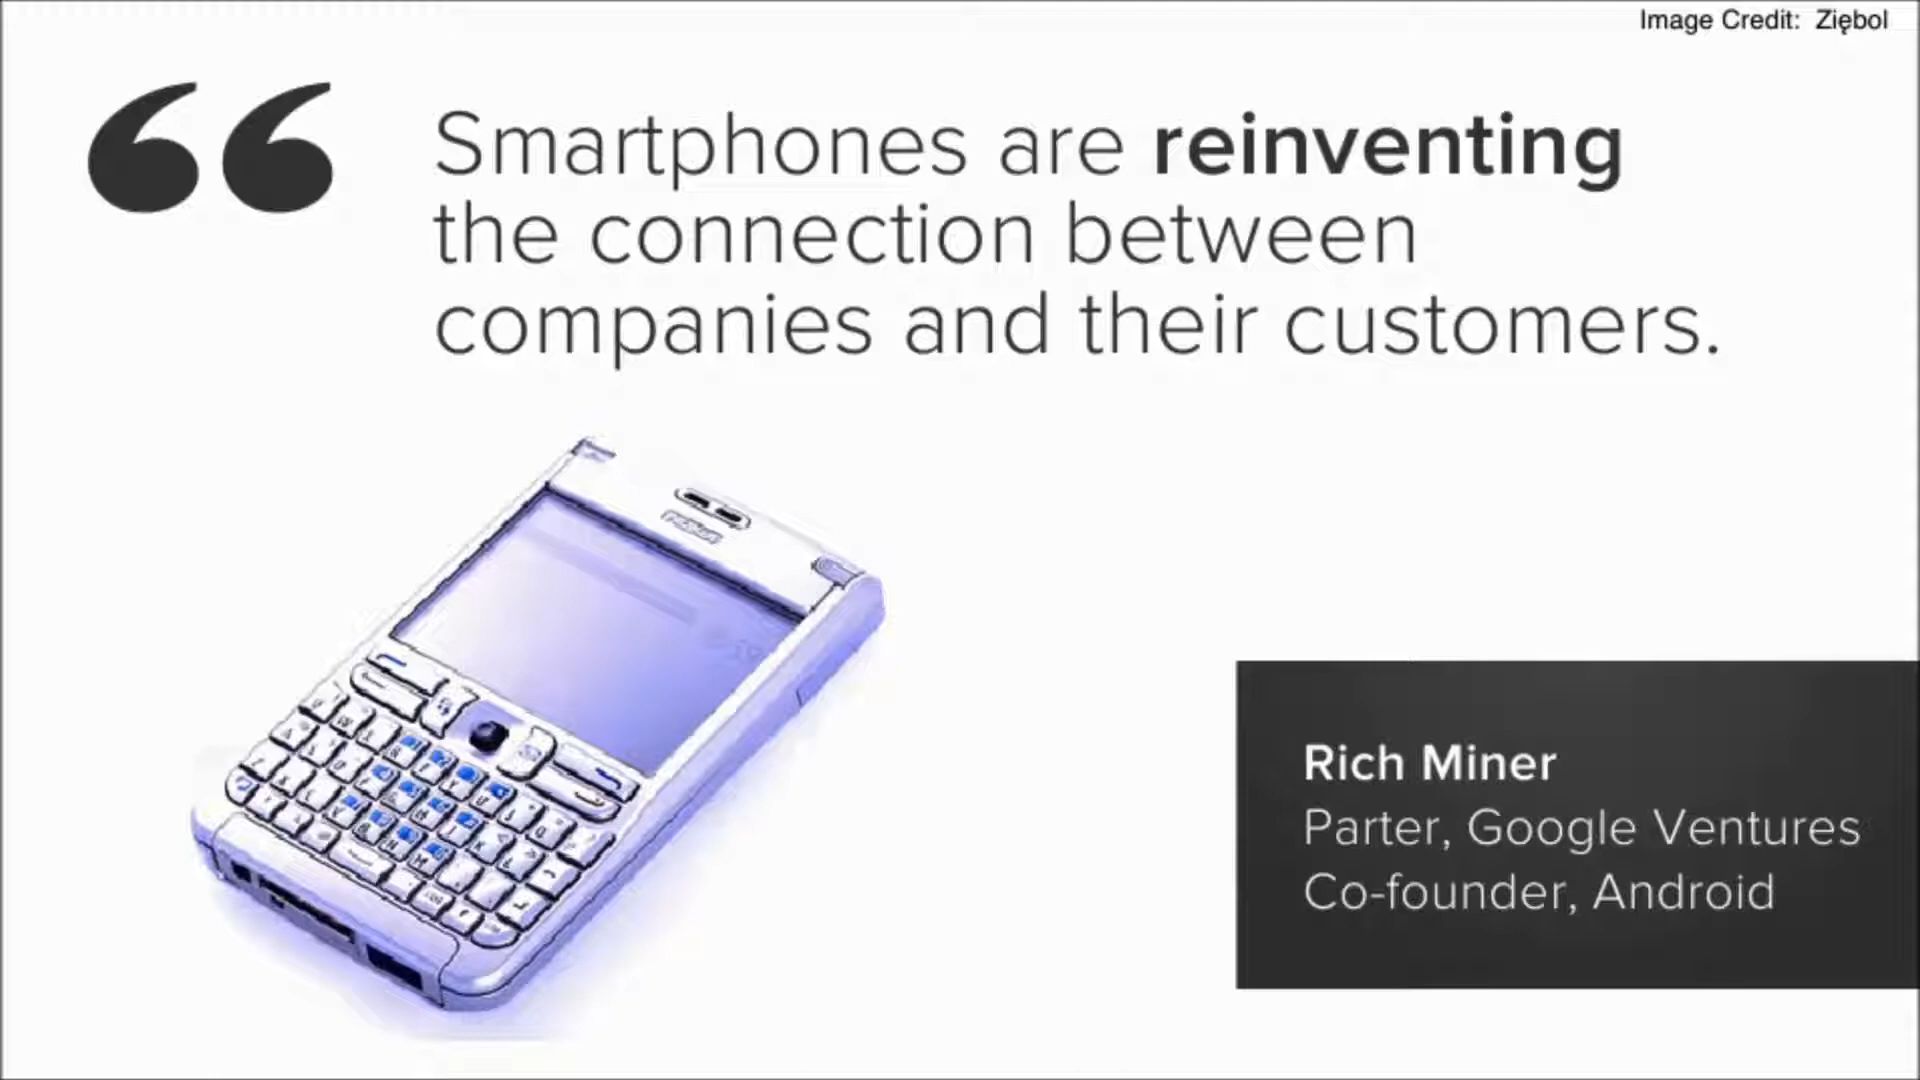 Image Credit: Ziębol
“
Smartphones are reinventing
the connection between
companies and their customers.
Rich Miner
Parter, Google Ventures
Co-founder, Android